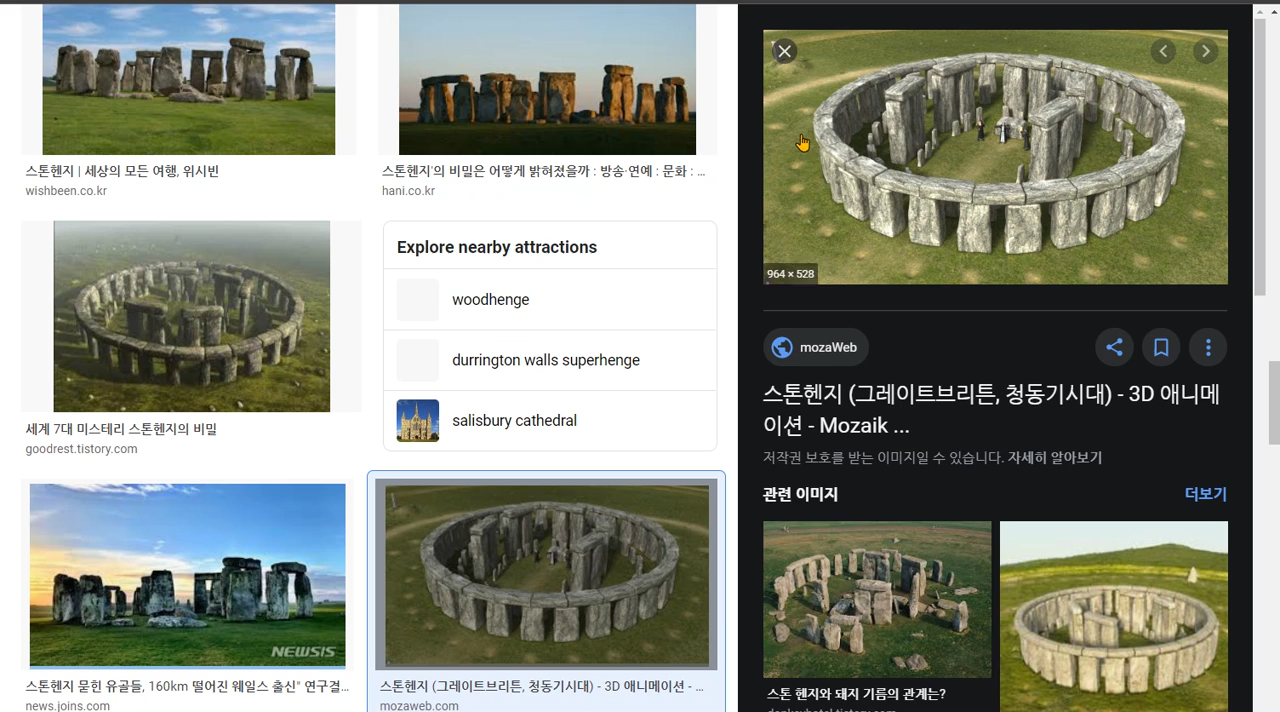 스톤헨지 | 세상의 모든 여행, 위시빈
wishbeen.co.kr
스톤헨지'의 비밀은 어떻게 밝혀졌을까 : 방송·연예 : 문화 : ...
hani.co.kr
세계 7대 미스테리 스톤헨지의 비밀
goodrest.tistory.com
Explore nearby attractions
woodhenge
durrington walls superhenge
salisbury cathedral
NEWSIS
스톤헨지 묻힌 유골들, 160km 떨어진 웨일스 출신" 연구결...
news.joins.com
스톤헨지 (그레이트브리튼, 청동기시대) - 3D 애니메이션 - ...
mozaweb.com
964 × 528
mozaWeb
스톤헨지 (그레이트브리튼, 청동기시대) - 3D 애니메
이션 - Mozaik ...
저작권 보호를 받는 이미지일 수 있습니다. 자세히 알아보기
관련 이미지
더보기
스톤 헨지와 돼지 기름의 관계는?